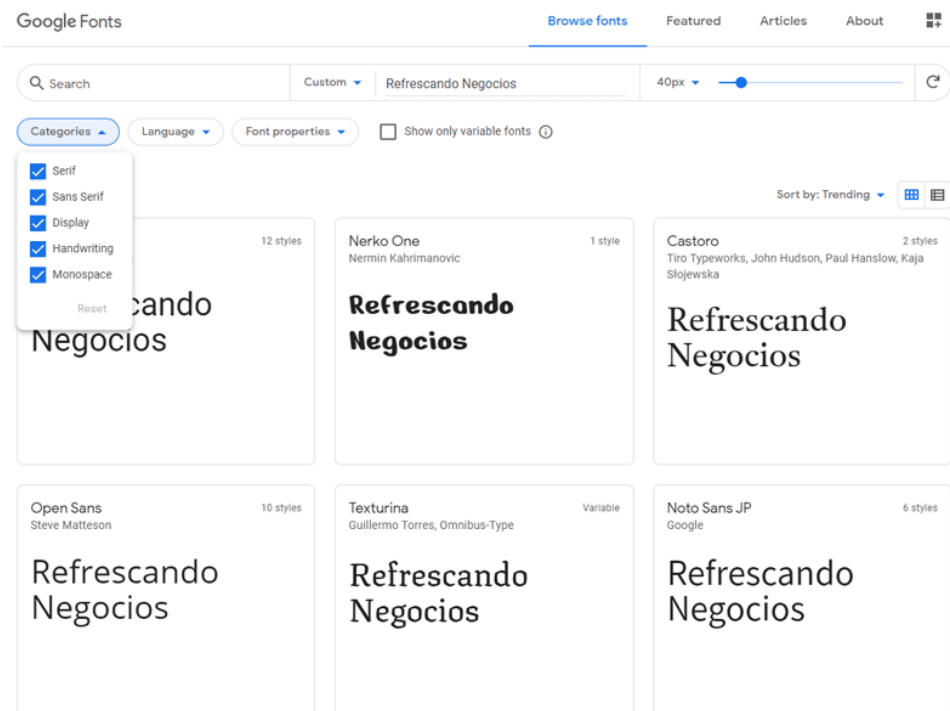 Google Fonts
Browse fonts
Featured
Articles
About
Search
Custom
Refrescando Negocios
40px
Categories
Language
Font properties
Show only variable fonts
Serif
Sans Serif
Display
Handwriting
Monospace
Reset
Sort by: Trending
12 styles
Negocios
Nerko One
1 style
Nermin Kahrimanovic
Refrescando
Negocios
Castoro
2 styles
Tiro Typeworks, John Hudson, Paul Hanslow, Kaja
Słojewska
Refrescando
Negocios
Open Sans
10 styles
Steve Matteson
Refrescando
Negocios
Texturina
Variable
Guillermo Torres, Omnibus-Type
Refrescando
Negocios
Noto Sans JP
6 styles
Google
Refrescando
Negocios